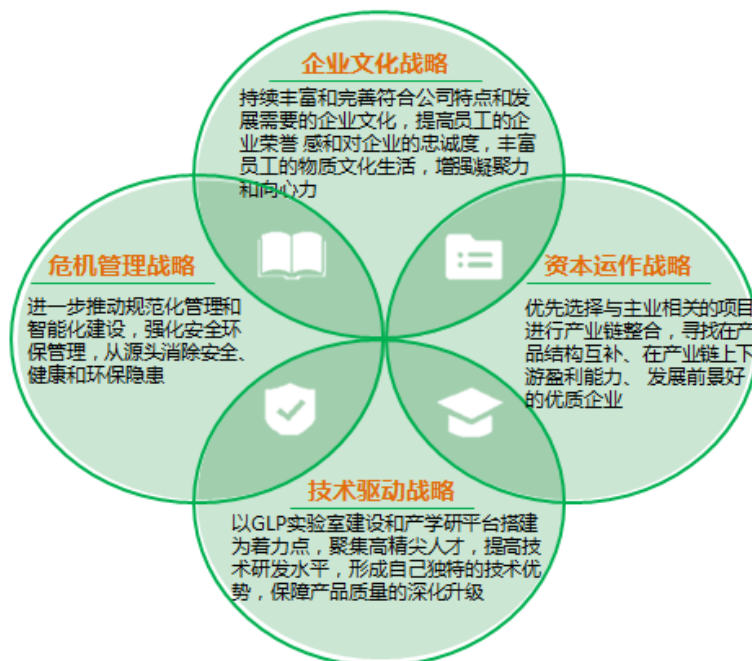 企业文化战略
持续丰富和完善符合公司特点和发
展需要的企业文化，提高员工的企
业荣誉 感和对企业的忠诚度，丰富
员工的物质文化生活，增强凝聚力
和向心力
危机管理战略
进一步推动规范化管理和
智能化建设，强化安全环
保管理，从源头消除安全、
健康和环保隐患
资本运作战略
优先选择与主业相关的项目
进行产业链整合，寻找在产
品结构互补、在产业链上下
游盈利能力、 发展前景好
的优质企业
技术驱动战略
以GLP实验室建设和产学研平台搭建
为着力点，聚集高精尖人才，提高技
术研发水平，形成自己独特的技术优
势，保障产品质量的深化升级